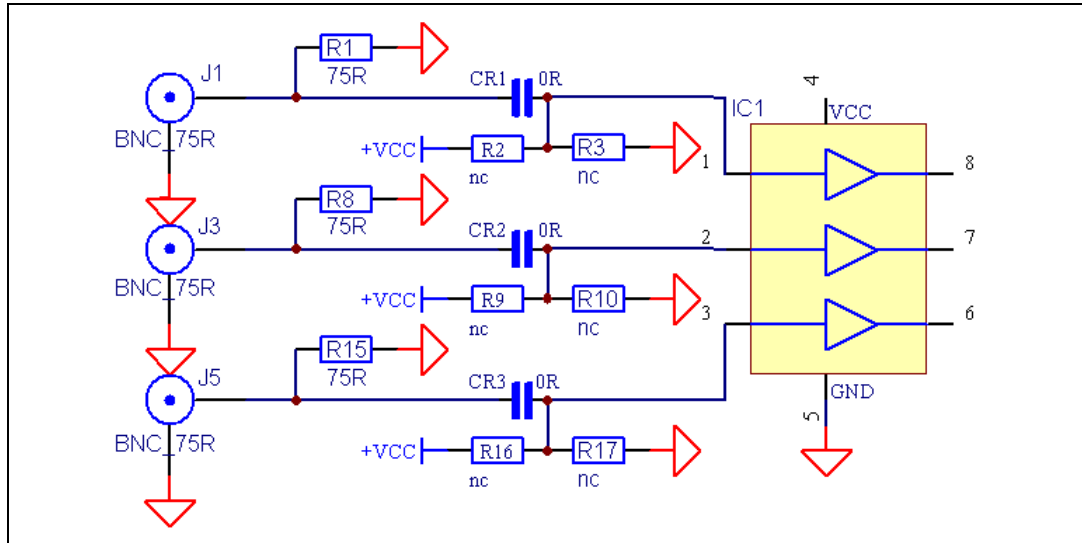 R1
75R
J1
BNC_75R
CR1 0R
+VCC R2 R3
nc nc
IC1
4
VCC
1
8
R8
75R
J3
BNC_75R
CR2 0R
2
7
+VCC R9 R10
nc nc
3
6
R15
75R
J5
BNC_75R
CR3 0R
GND
5
+VCC R16 R17
nc nc